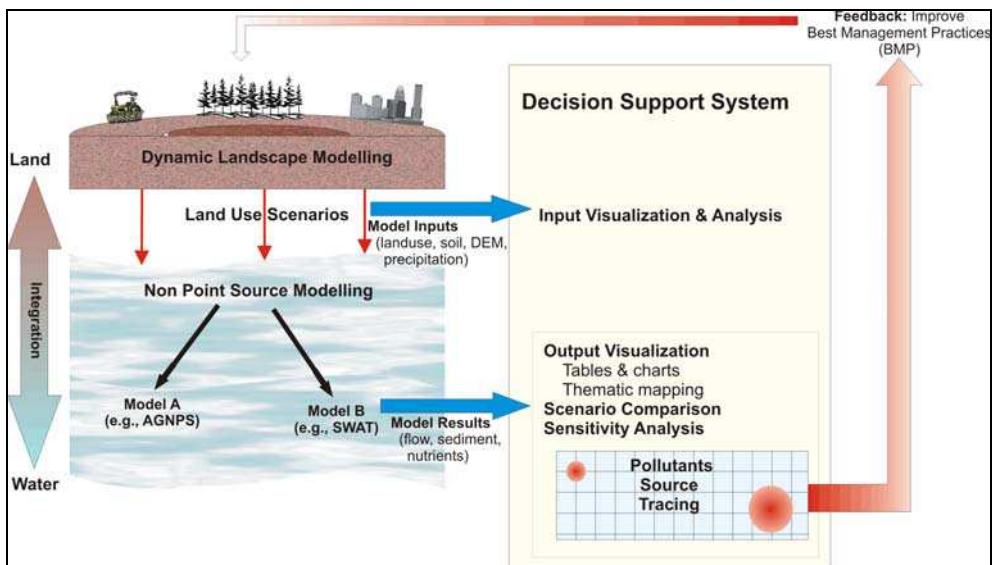 Feedback: Improve
Best Management Practices
(BMP)
Decision Support System
Land
Dynamic Landscape Modelling
Land Use Scenarios
Model Inputs
(landuse, soil, DEM,
precipitation)
Input Visualization & Analysis
Integration
Non Point Source Modelling
Model A
(e.g., AGNPS)
Model B
(e.g., SWAT)
Model Results
(flow, sediment,
nutrients)
Output Visualization
Tables & charts
Thematic mapping
Scenario Comparison
Sensitivity Analysis
Pollutants
Source
Tracing
Water